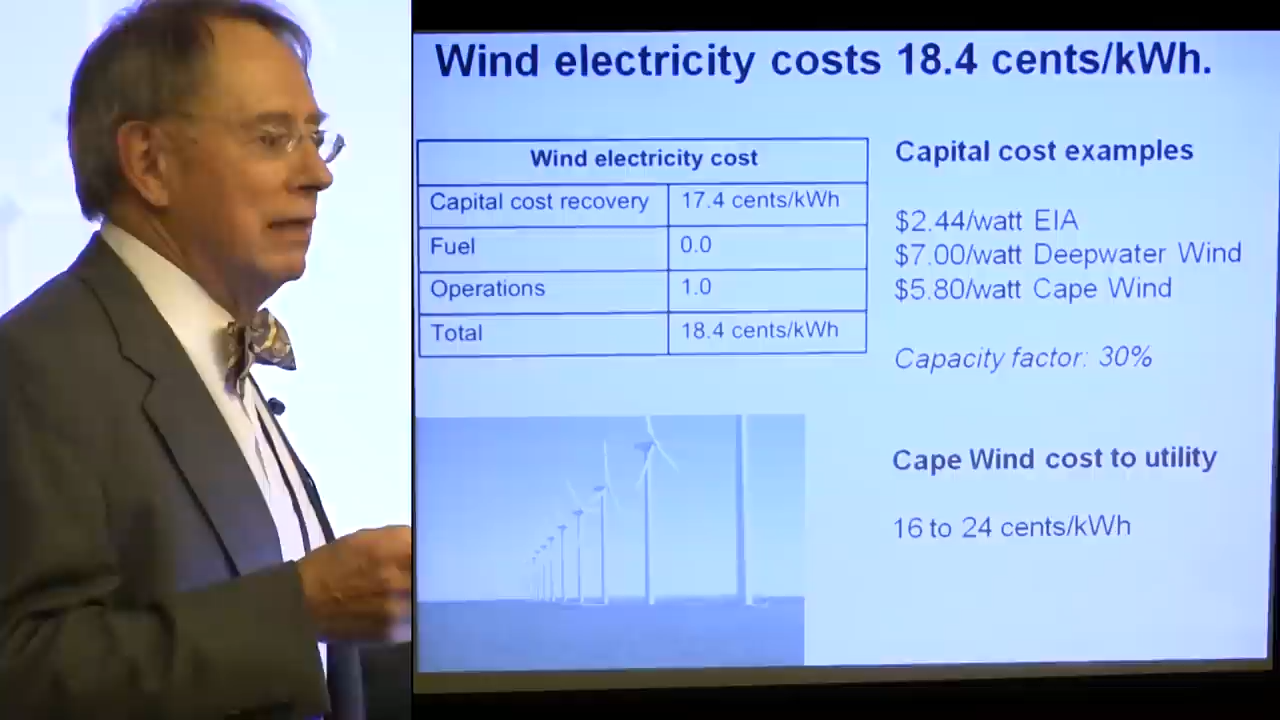 Wind electricity costs 18.4 cents/kWh.
Wind electricity cost
Capital cost recovery 17.4 cents/kWh
Fuel 0.0
Operations 1.0
Total 18.4 cents/kWh
Capital cost examples
$2.44/watt EIA
$7.00/watt Deepwater Wind
$5.80/watt Cape Wind
Capacity factor: 30%
Cape Wind cost to utility
16 to 24 cents/kWh